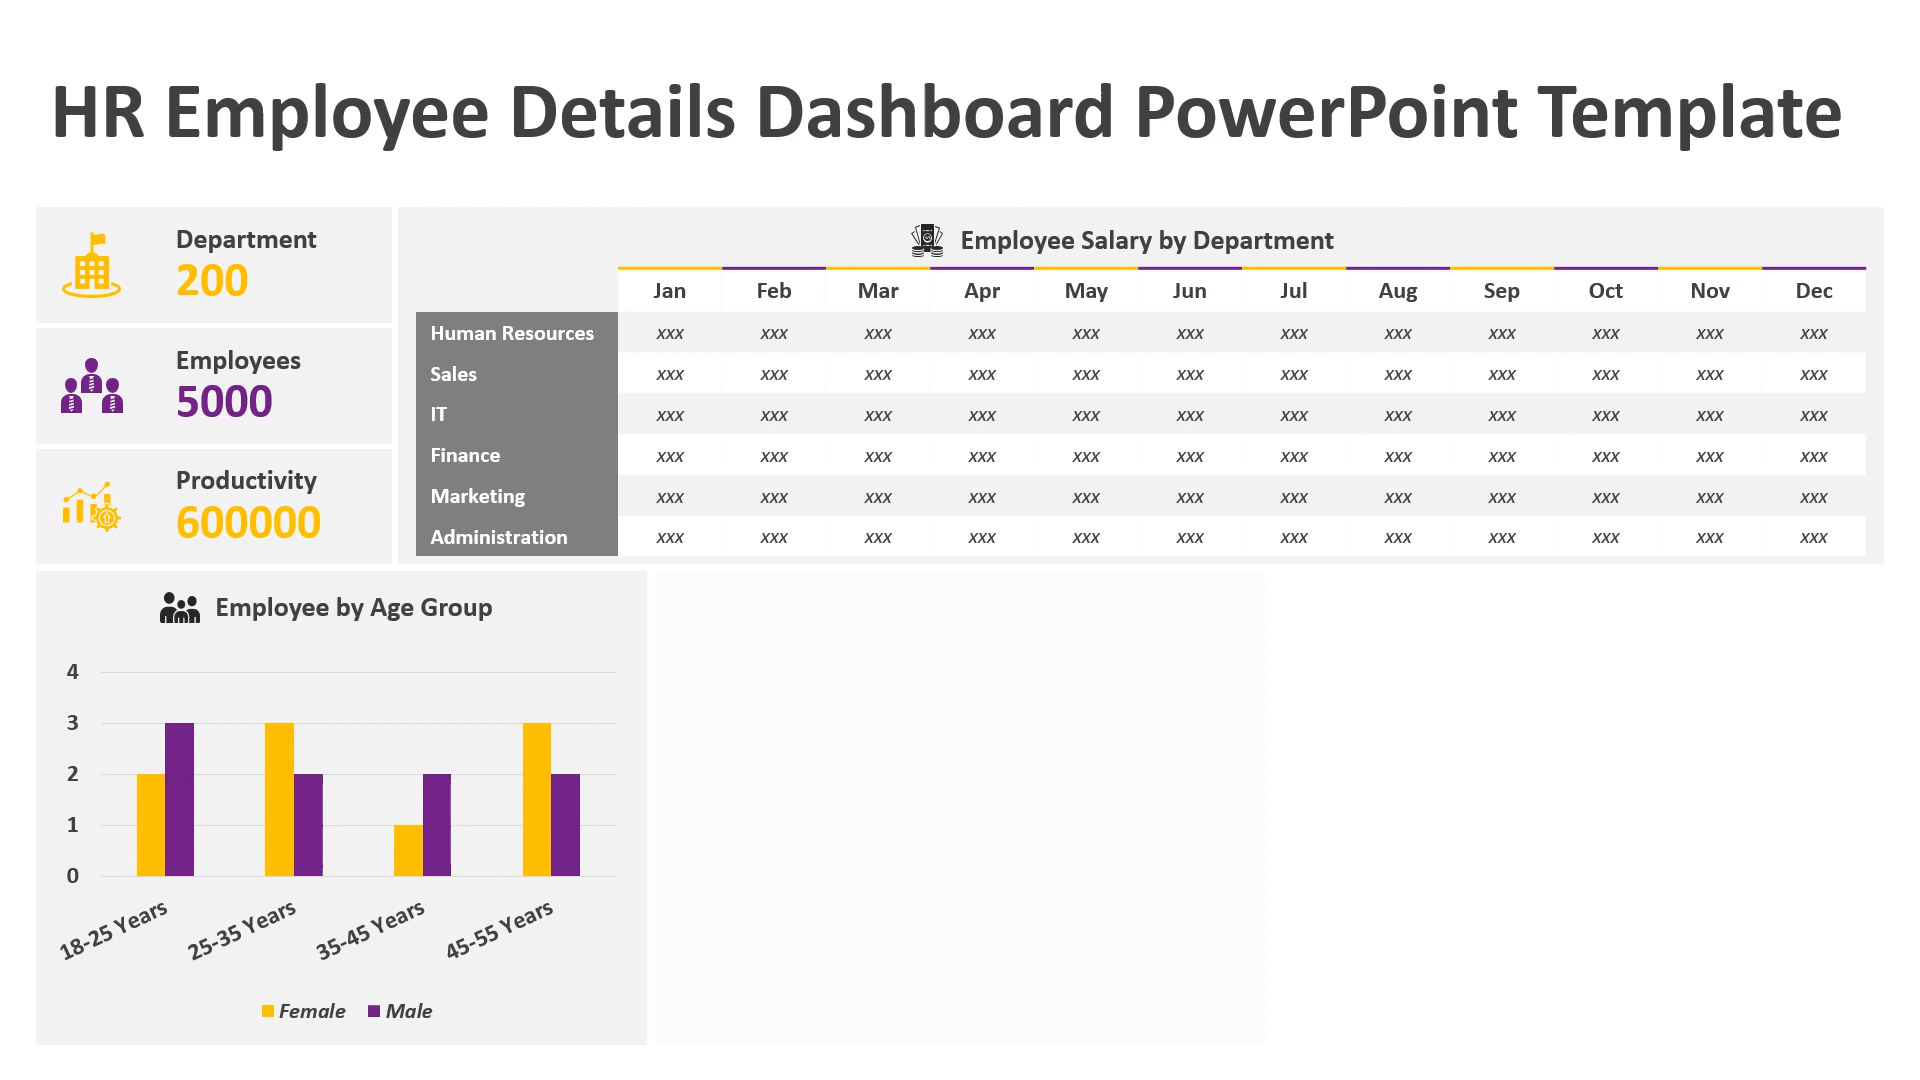 HR Employee Details Dashboard PowerPoint Template
Department
200
Employees
5000
Productivity
600000
Employee Salary by Department
Jan Feb Mar Apr May Jun Jul Aug Sep Oct Nov Dec
Human Resources xxx xxx xxx xxx xxx xxx xxx xxx xxx xxx xxx xxx
Sales xxx xxx xxx xxx xxx xxx xxx xxx xxx xxx xxx xxx
IT xxx xxx xxx xxx xxx xxx xxx xxx xxx xxx xxx xxx
Finance xxx xxx xxx xxx xxx xxx xxx xxx xxx xxx xxx xxx
Marketing xxx xxx xxx xxx xxx xxx xxx xxx xxx xxx xxx xxx
Administration xxx xxx xxx xxx xxx xxx xxx xxx xxx xxx xxx xxx
Employee by Age Group
4
3
2
1
0
18-25 Years 25-35 Years 35-45 Years 45-55 Years
Female Male